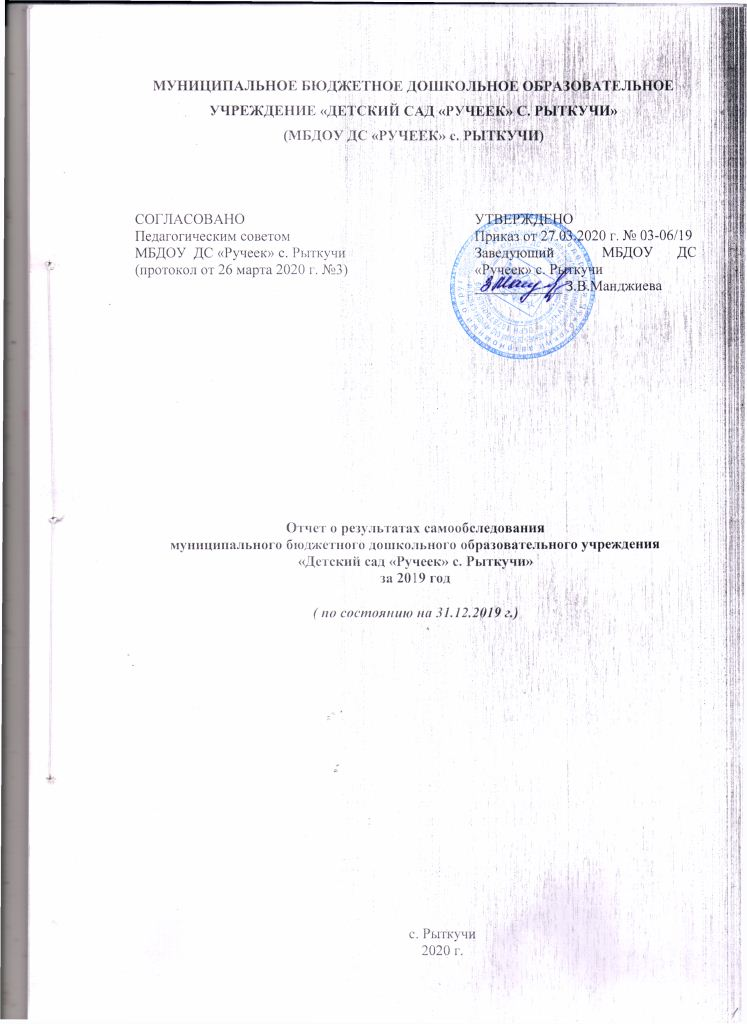 МУНИЦИПАЛЬНОЕ БЮДЖЕТНОЕ ДОШКОЛЬНОЕ ОБРАЗОВАТЕЛЬНОЕ
УЧРЕЖДЕНИЕ «ДЕТСКИЙ САД «РУЧЕЕК» С. РЫТКУЧИ»
(МБДОУ ДС «РУЧЕЕК» с. РЫТКУЧИ)
СОГЛАСОВАНО
Педагогическим советом
МБДОУ ДС «Ручеек» с. Рыткучи
(протокол от 26 марта 2020 г. №3)
УТВЕРЖДЕНО
Приказ от 27.03.2020 г. № 03-06/19
Заведующий МБДОУ ДС
«Ручеек» с. Рыткучи
З.В.Манджиева
Отчет о результатах самообследования
муниципального бюджетного дошкольного образовательного учреждения
«Детский сад «Ручеек» с. Рыткучи»
за 2019 год
( по состоянию на 31.12.2019 г.)
с. Рыткучи
2020 г.